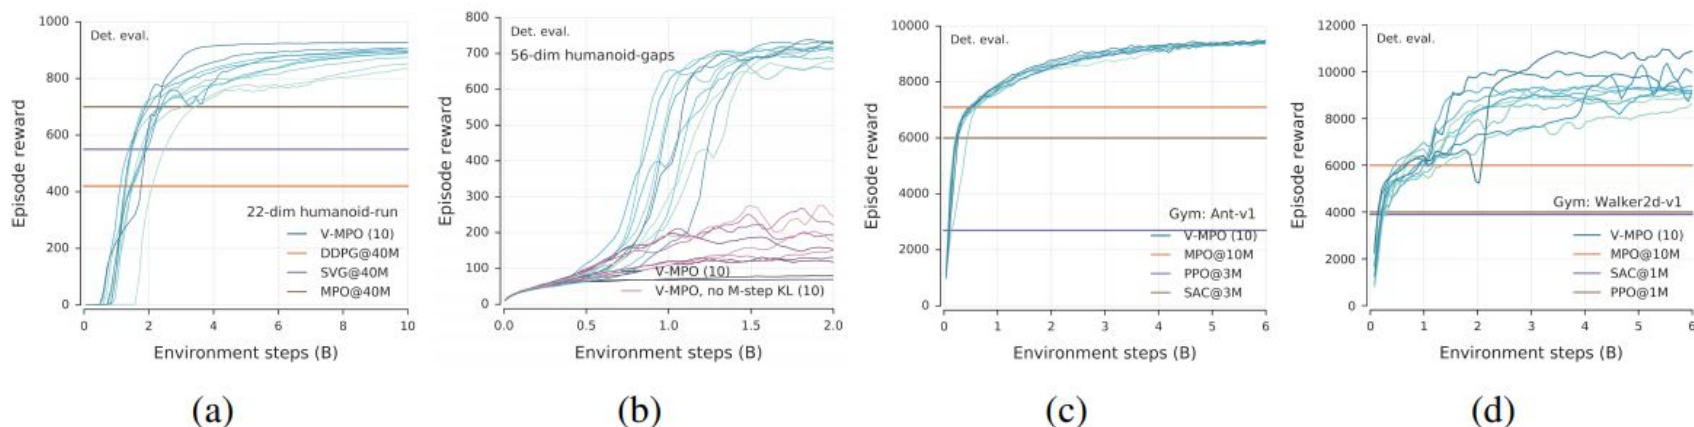 1000
800
600
400
200
0
0
2
4
6
8
10
Episode reward
Environment steps (B)
Det. eval.
22-dim humanoid-run
V-MPO (10)
DDPG@40M
SVG@40M
MPO@40M
(a)
800
700
600
500
400
300
200
100
0
0.0
0.5
1.0
1.5
2.0
Episode reward
Environment steps (B)
Det. eval.
56-dim humanoid-gaps
V-MPO (10)
V-MPO, no M-step KL (10)
(b)
10000
8000
6000
4000
2000
0
0
1
2
3
4
5
6
Episode reward
Environment steps (B)
Det. eval.
Gym: Ant-v1
V-MPO (10)
MPO@10M
PPO@3M
SAC@3M
(c)
12000
10000
8000
6000
4000
2000
0
0
1
2
3
4
5
6
Episode reward
Environment steps (B)
Det. eval.
Gym: Walker2d-v1
V-MPO (10)
MPO@10M
SAC@1M
PPO@1M
(d)